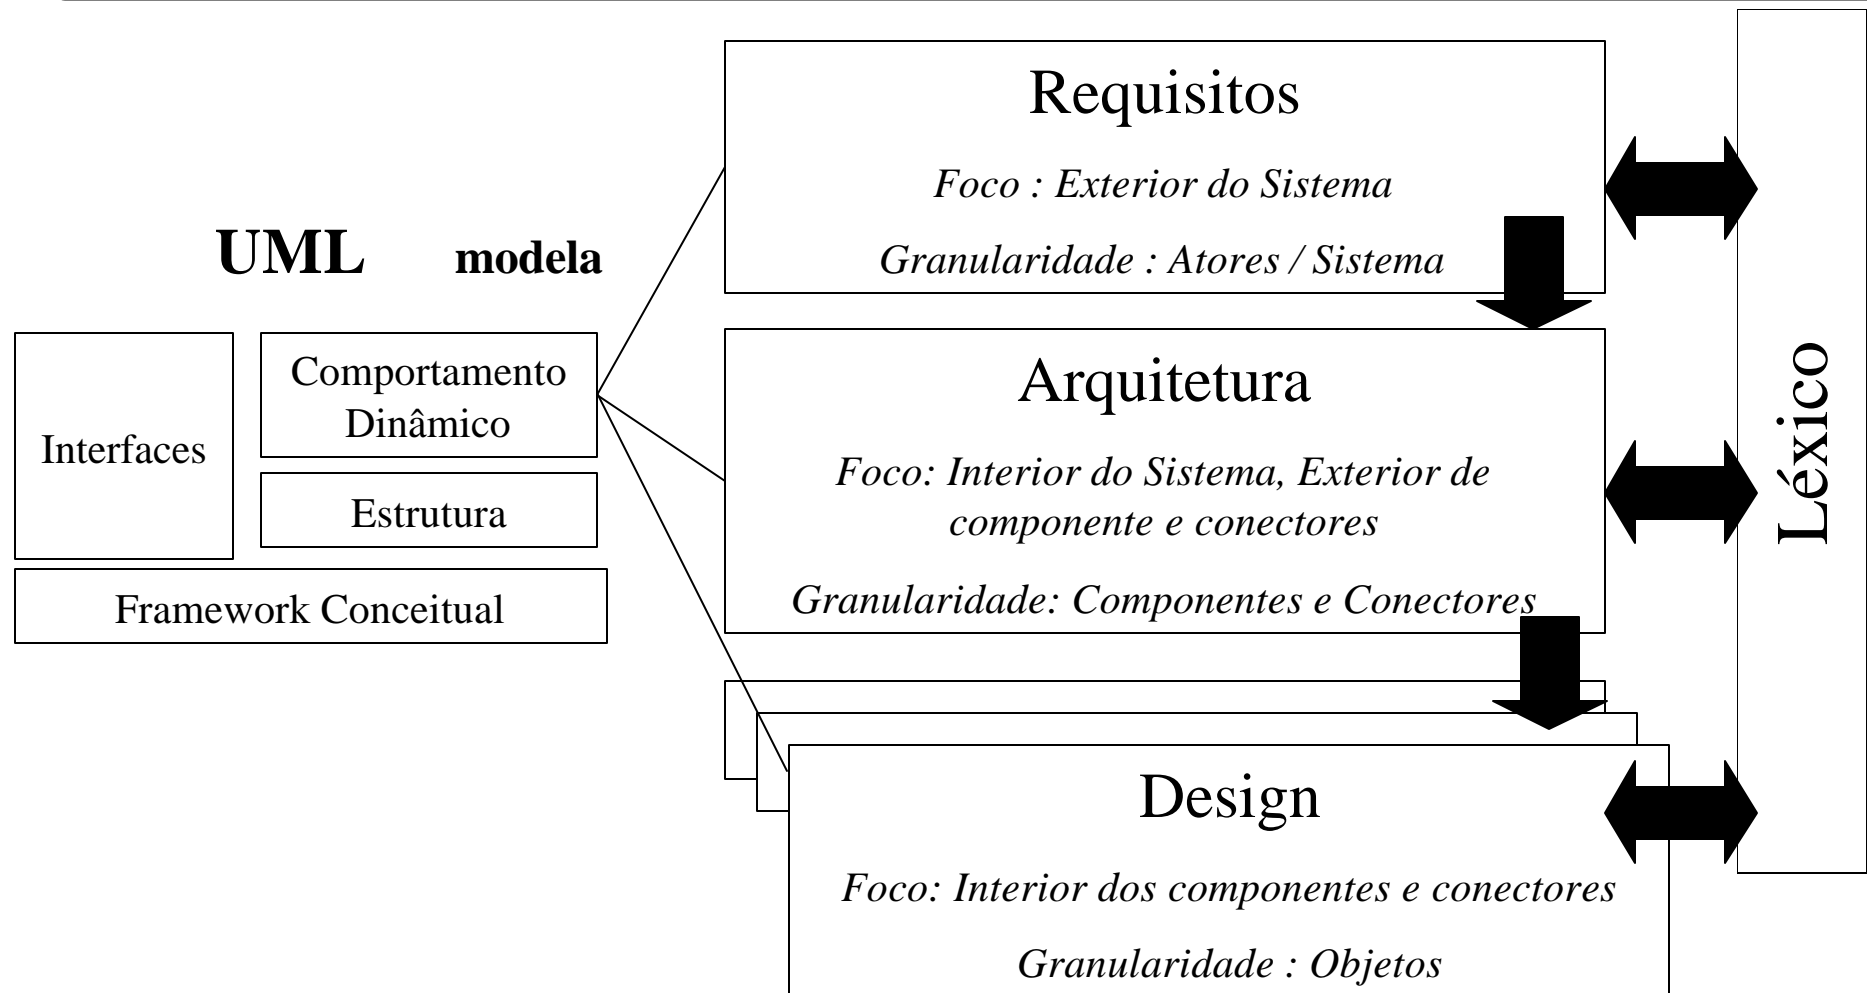 UML modela
Interfaces
Comportamento
Dinâmico
Estrutura
Framework Conceitual
Requisitos
Foco : Exterior do Sistema
Granularidade : Atores / Sistema
Arquitetura
Foco: Interior do Sistema, Exterior de
componente e conectores
Granularidade: Componentes e Conectores
Design
Foco: Interior dos componentes e conectores
Granularidade : Objetos
Léxico